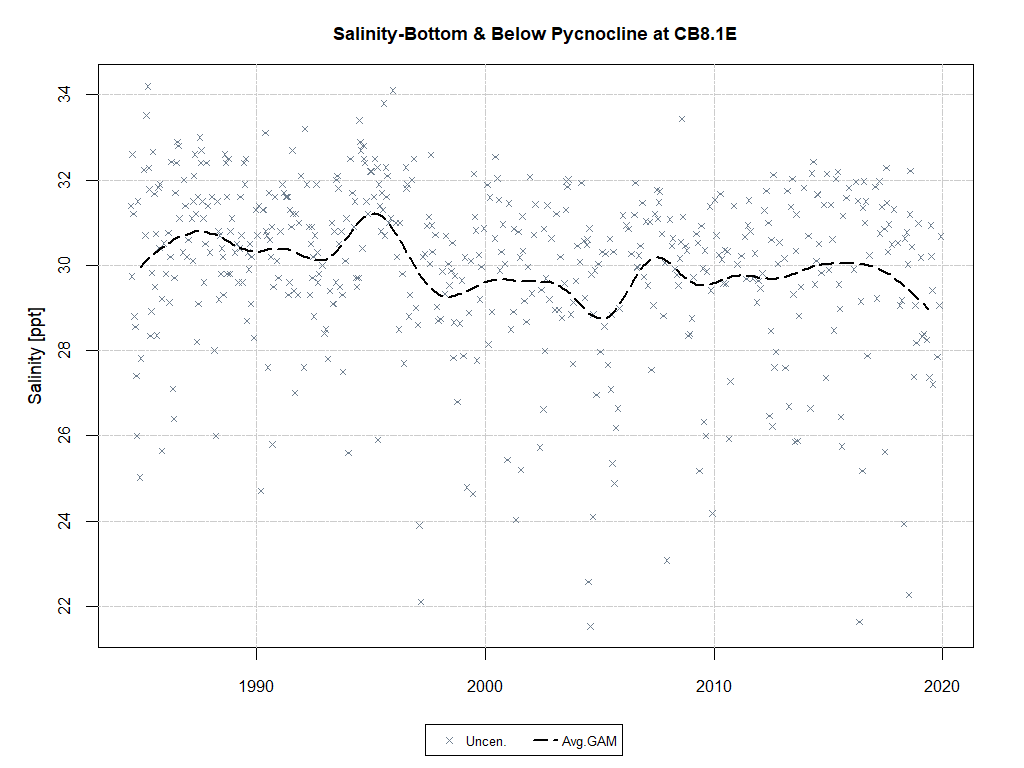 Salinity-Bottom & Below Pycnocline at CB8.1E
Salinity [ppt]
34
32
30
28
26
24
22
1990
2000
2010
2020
Uncen.
Avg.GAM